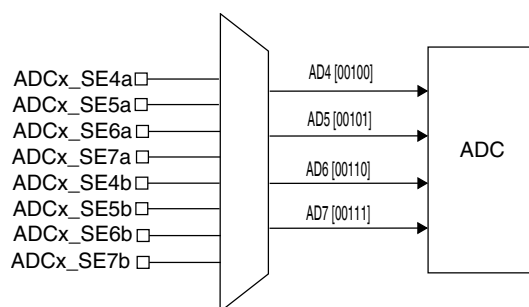 ADCx_SE4a
ADCx_SE5a
ADCx_SE6a
ADCx_SE7a
ADCx_SE4b
ADCx_SE5b
ADCx_SE6b
ADCx_SE7b
AD4 [00100]
AD5 [00101]
AD6 [00110]
AD7 [00111]
ADC